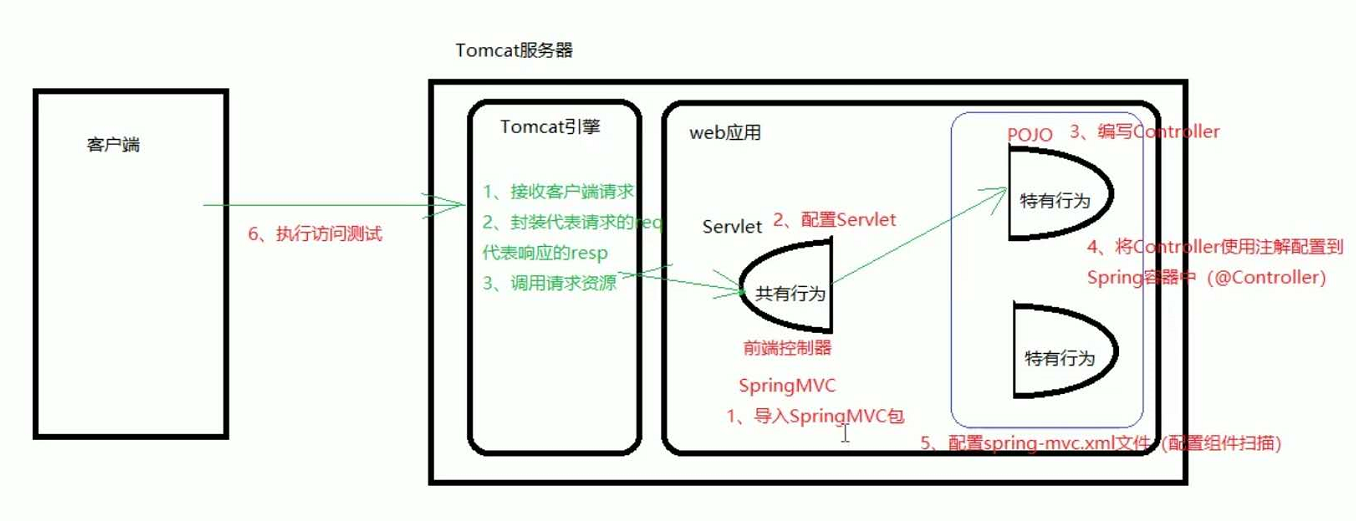 Tomcat服务器
客户端
Tomcat引擎
1、接收客户端请求
2、封装代表请求的req
代表响应的resp
3、调用请求资源
6、执行访问测试
web应用
Servlet
2、配置Servlet
共有行为
前端控制器
SpringMVC
1、导入SpringMVC包
POJO
3、编写Controller
特有行为
4、将Controller使用注解配置到
Spring容器中（@Controller）
特有行为
5、配置spring-mvc.xml文件（配置组件扫描）